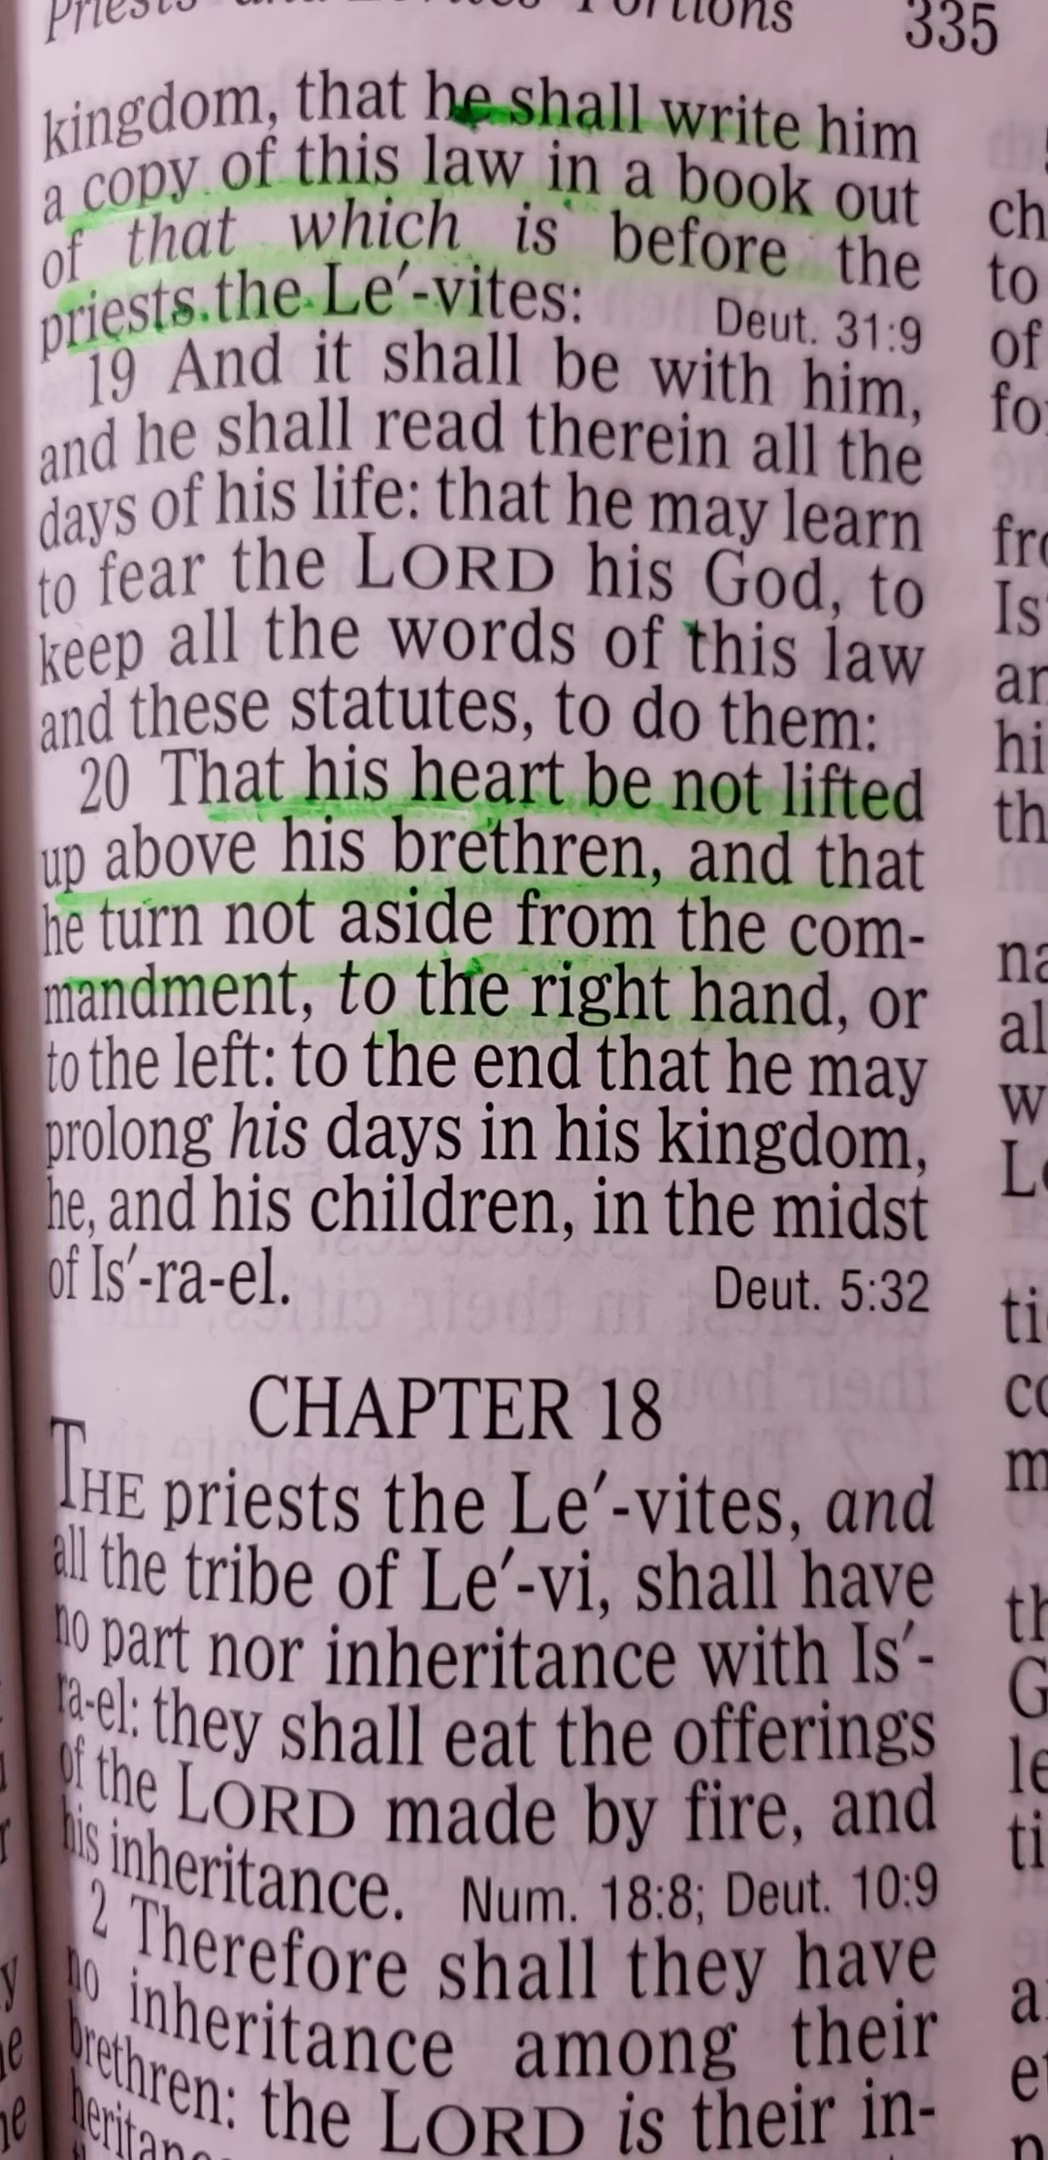 Priests and Levites Portions 335
kingdom, that he shall write him
a copy of this law in a book out
of that which is before the
priests the Le′-vites: Deut. 31:9
19 And it shall be with him,
and he shall read therein all the
days of his life: that he may learn
to fear the LORD his God, to
keep all the words of this law
and these statutes, to do them:
20 That his heart be not lifted
up above his brethren, and that
he turn not aside from the com-
mandment, to the right hand, or
to the left: to the end that he may
prolong his days in his kingdom,
he, and his children, in the midst
of Is′-ra-el. Deut. 5:32
CHAPTER 18
THE priests the Le′-vites, and
all the tribe of Le′-vi, shall have
no part nor inheritance with Is′-
ra-el: they shall eat the offerings
of the LORD made by fire, and
his inheritance. Num. 18:8; Deut. 10:9
2 Therefore shall they have
no inheritance among their
brethren: the LORD is their in-